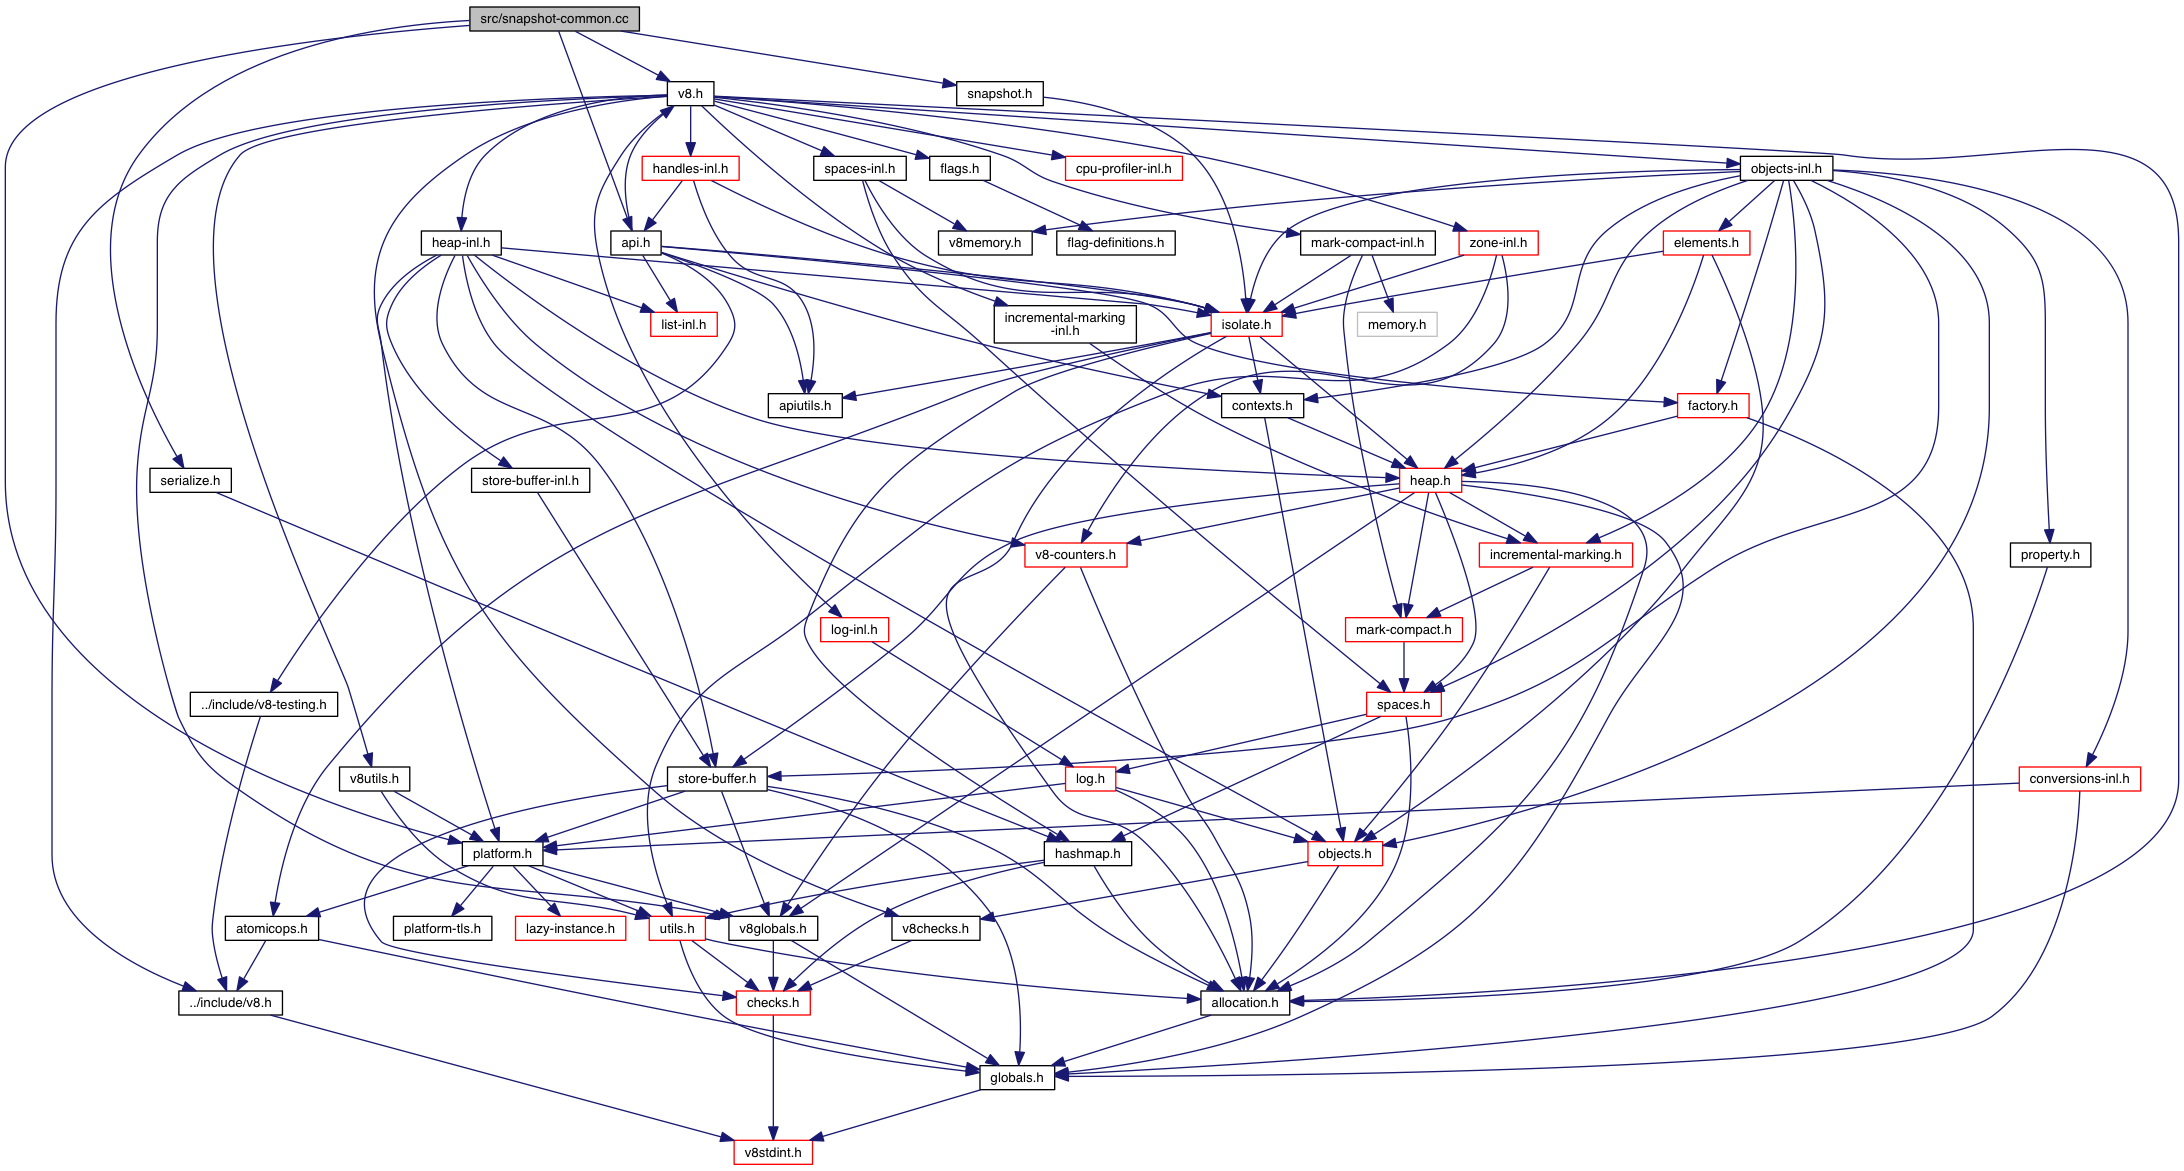 src/snapshot-common.cc
v8.h
snapshot.h
handles-inl.h
spaces-inl.h
flags.h
cpu-profiler-inl.h
objects-inl.h
heap-inl.h
api.h
v8memory.h
flag-definitions.h
mark-compact-inl.h
zone-inl.h
elements.h
list-inl.h
incremental-marking
-inl.h
isolate.h
memory.h
apiutils.h
contexts.h
factory.h
serialize.h
store-buffer-inl.h
heap.h
v8-counters.h
incremental-marking.h
property.h
log-inl.h
mark-compact.h
../include/v8-testing.h
spaces.h
v8utils.h
store-buffer.h
log.h
conversions-inl.h
platform.h
hashmap.h
objects.h
atomicops.h
platform-tls.h
lazy-instance.h
utils.h
v8globals.h
v8checks.h
../include/v8.h
checks.h
allocation.h
globals.h
v8stdint.h